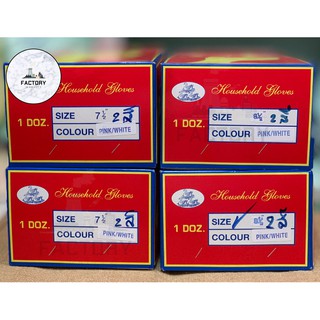 FACTORY
Household Gloves
1 DOZ.
SIZE 7½" 2 สี
COLOUR PINK/WHITE
Household Gloves
1 DOZ.
SIZE 8½" 2 สี
COLOUR PINK/WHITE
Household Gloves
1 DOZ.
SIZE 7½" 2 สี
COLOUR PINK/WHITE
FACTORY
Household Gloves
1 DOZ.
SIZE 8½" 2 สี
COLOUR PINK/WHITE